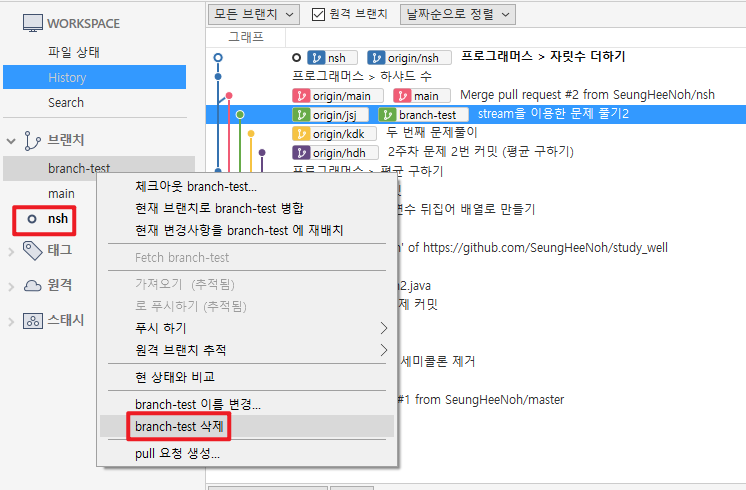 WORKSPACE
파일 상태
History
Search
브랜치
branch-test
main
nsh
태그
원격
스태시
모든 브랜치
원격 브랜치
날짜순으로 정렬
그래프
nsh origin/nsh 프로그래머스 > 자릿수 더하기
프로그래머스 > 하샤드 수
origin/main main Merge pull request #2 from SeungHeeNoh/nsh
origin/jsj branch-test stream을 이용한 문제 풀기2
origin/kdk 두 번째 문제풀이
origin/hdh 2주차 문제 2번 커밋 (평균 구하기)
프로그래머스 > 평균 구하기
뒤집어 배열로 만들기
' of https://github.com/SeungHeeNoh/study_well
2.java
커밋
세미콜론 제거
#1 from SeungHeeNoh/master
체크아웃 branch-test...
현재 브랜치로 branch-test 병합
현재 변경사항을 branch-test 에 재배치
Fetch branch-test
가져오기 (추적됨)
로 푸시하기 (추적됨)
푸시 하기
원격 브랜치 추적
현 상태와 비교
branch-test 이름 변경...
branch-test 삭제
pull 요청 생성...